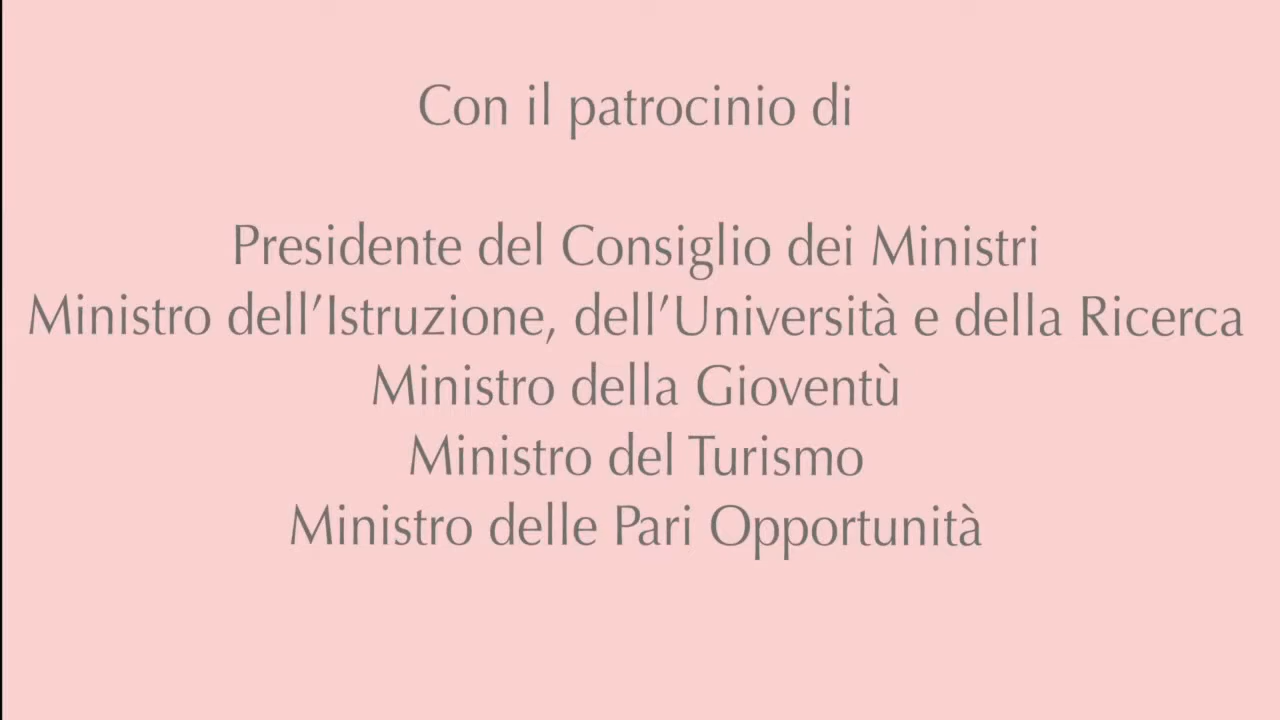 Con il patrocinio di
Presidente del Consiglio dei Ministri
Ministro dell’Istruzione, dell’Università e della Ricerca
Ministro della Gioventù
Ministro del Turismo
Ministro delle Pari Opportunità